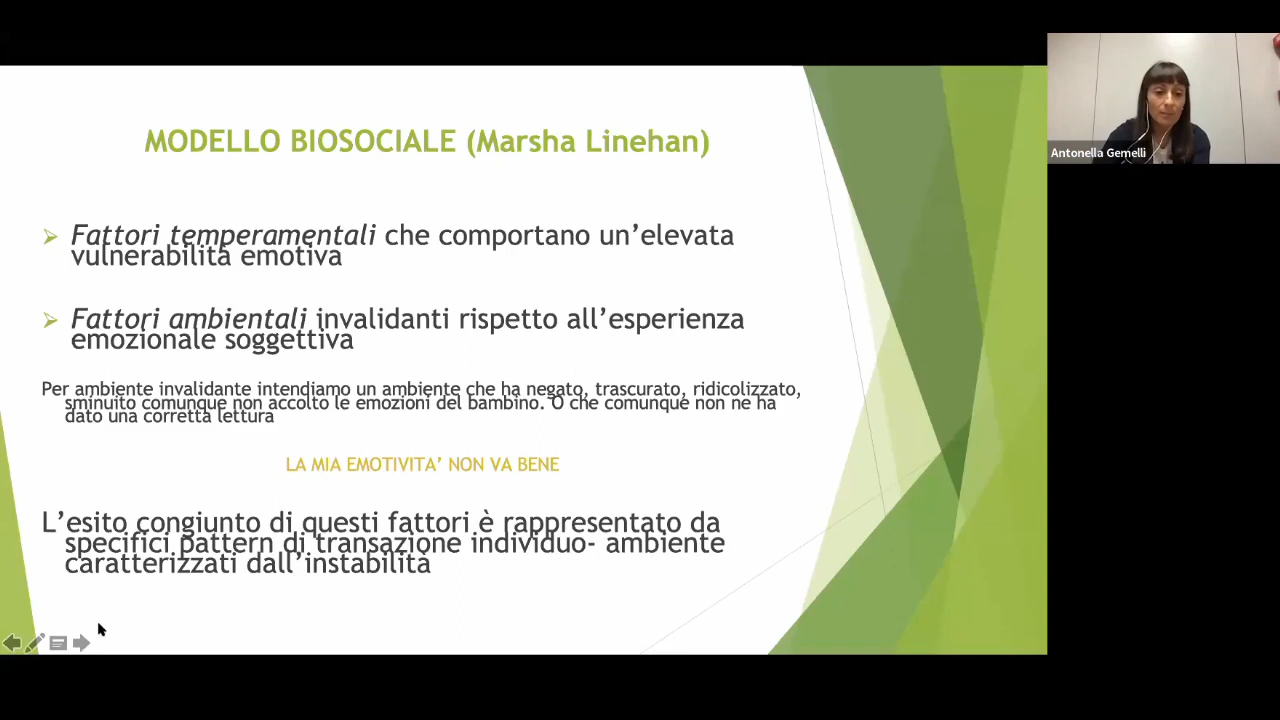 MODELLO BIOSOCIALE (Marsha Linehan)
Fattori temperamentali che comportano un’elevata
vulnerabilità emotiva
Fattori ambientali invalidanti rispetto all’esperienza
emozionale soggettiva
Per ambiente invalidante intendiamo un ambiente che ha negato, trascurato, ridicolizzato,
sminuito comunque non accolto le emozioni del bambino. O che comunque non ne ha
dato una corretta lettura
LA MIA EMOTIVITA’ NON VA BENE
L’esito congiunto di questi fattori è rappresentato da
specifici pattern di transazione individuo- ambiente
caratterizzati dall’instabilità
Antonella Gemelli